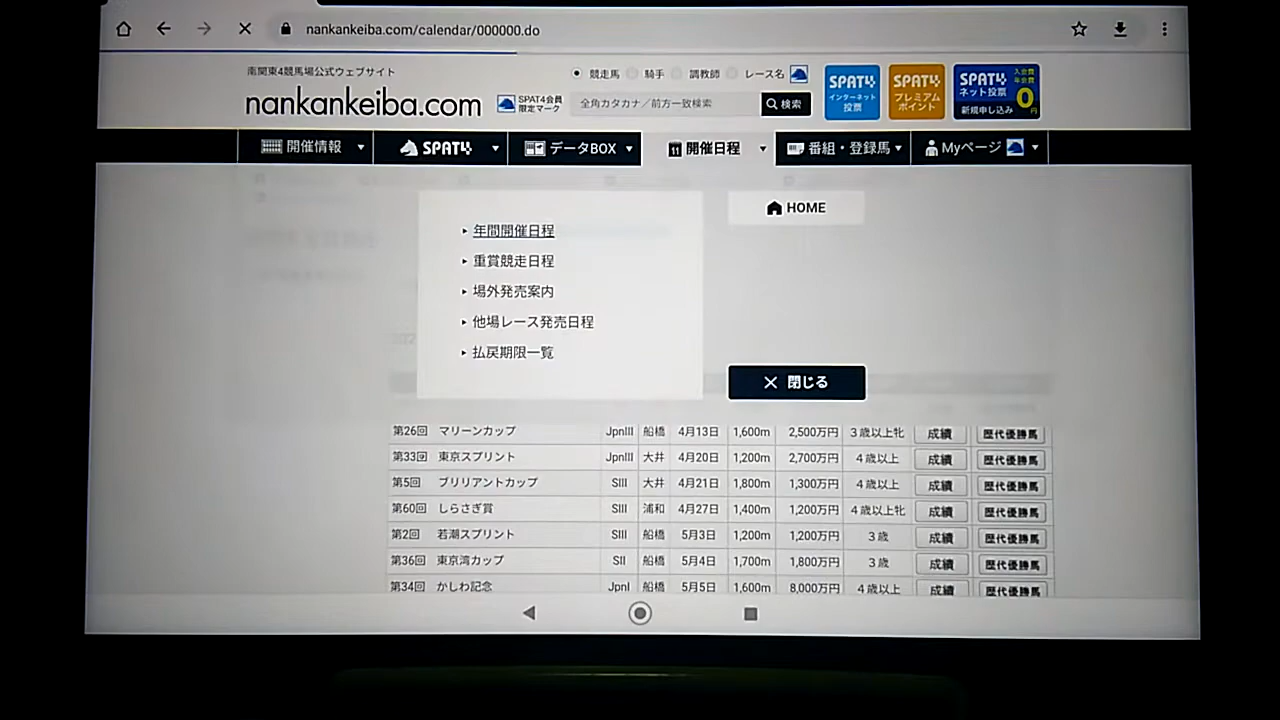 nankankeiba.com/calendar/000000.do
南関東4競馬場公式ウェブサイト
競走馬 騎手 調教師 レース名
nankankeiba.com
SPAT4会員
限定マーク
全角カタカナ／前方一致検索
検索
SPAT4
インターネット
投票
SPAT4
プレミアム
ポイント
SPAT4
ネット投票
新規申し込み
入会費
年会費
0円
開催情報 SPAT4 データBOX 開催日程 番組・登録馬 Myページ
年間開催日程
重賞競走日程
場外発売案内
他場レース発売日程
払戻期限一覧
HOME
閉じる
第26回 マリーンカップ JpnIII 船橋 4月13日 1,600m 2,500万円 3歳以上牝 成績 歴代優勝馬
第33回 東京スプリント JpnIII 大井 4月20日 1,200m 2,700万円 4歳以上 成績 歴代優勝馬
第5回 ブリリアントカップ SIII 大井 4月21日 1,800m 1,300万円 4歳以上 成績 歴代優勝馬
第60回 しらさぎ賞 SIII 浦和 4月27日 1,400m 1,200万円 4歳以上牝 成績 歴代優勝馬
第2回 若潮スプリント SIII 船橋 5月3日 1,200m 1,200万円 3歳 成績 歴代優勝馬
第36回 東京湾カップ SII 船橋 5月4日 1,700m 1,800万円 3歳 成績 歴代優勝馬
第34回 かしわ記念 JpnI 船橋 5月5日 1,600m 8,000万円 4歳以上 成績 歴代優勝馬